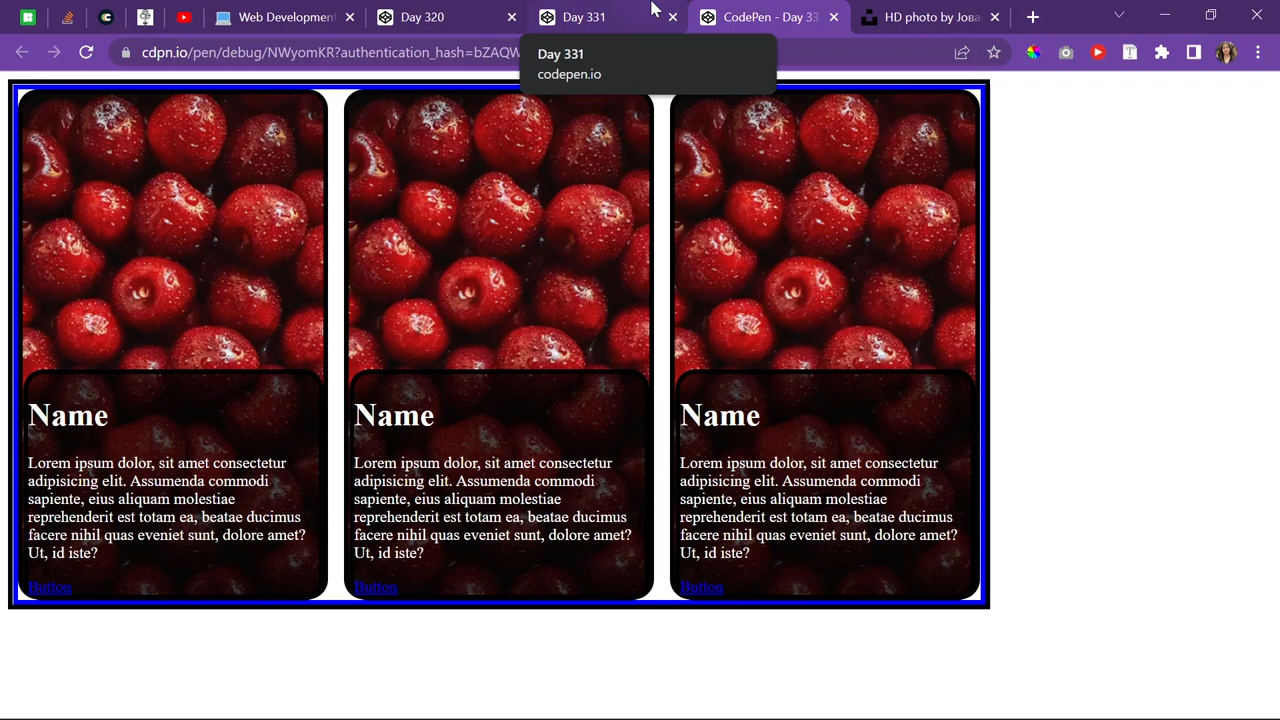 Web Development
Day 320
Day 331
CodePen - Day 33
HD photo by Јова
cdpn.io/pen/debug/NWyomKR?authentication_hash=bZAQW
Day 331
codepen.io
Name
Lorem ipsum dolor, sit amet consectetur
adipisicing elit. Assumenda commodi
sapiente, eius aliquam molestiae
reprehenderit est totam ea, beatae ducimus
facere nihil quas eveniet sunt, dolore amet?
Ut, id iste?
Button
Name
Lorem ipsum dolor, sit amet consectetur
adipisicing elit. Assumenda commodi
sapiente, eius aliquam molestiae
reprehenderit est totam ea, beatae ducimus
facere nihil quas eveniet sunt, dolore amet?
Ut, id iste?
Button
Name
Lorem ipsum dolor, sit amet consectetur
adipisicing elit. Assumenda commodi
sapiente, eius aliquam molestiae
reprehenderit est totam ea, beatae ducimus
facere nihil quas eveniet sunt, dolore amet?
Ut, id iste?
Button